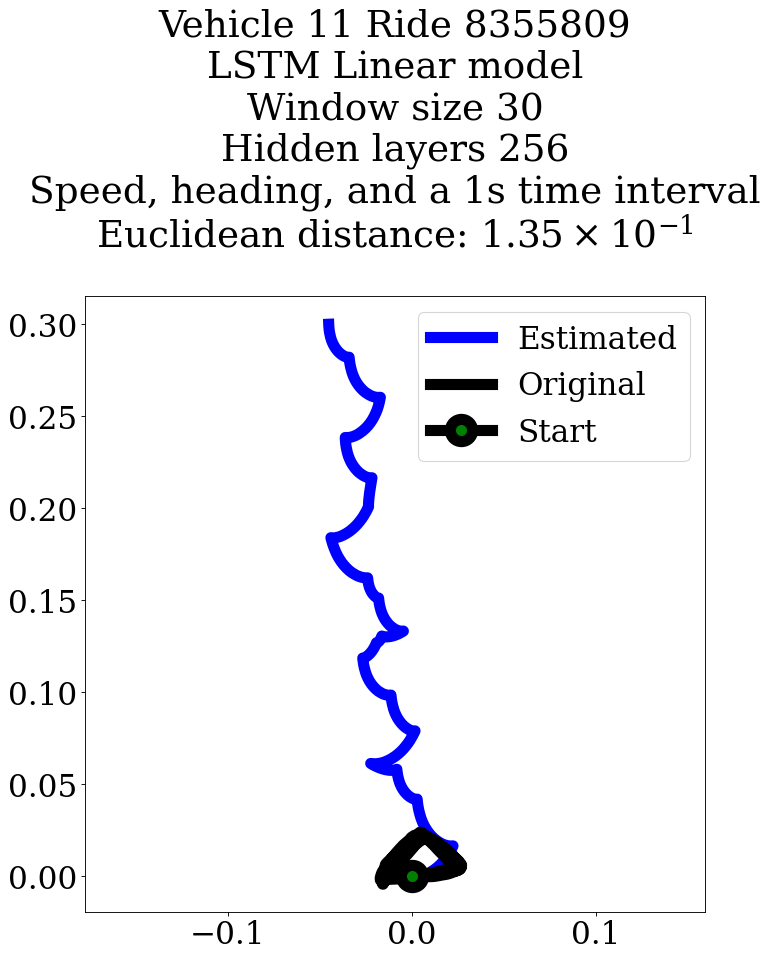 Vehicle 11 Ride 8355809
LSTM Linear model
Window size 30
Hidden layers 256
Speed, heading, and a 1s time interval
Euclidean distance: 1.35 × 10⁻¹
Estimated
Original
Start
0.30
0.25
0.20
0.15
0.10
0.05
0.00
−0.1
0.0
0.1